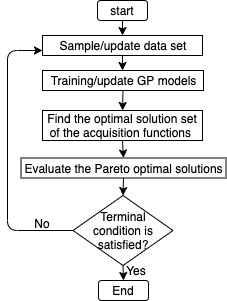 start
Sample/update data set
Training/update GP models
Find the optimal solution set
of the acquisition functions
Evaluate the Pareto optimal solutions
Terminal
condition is
satisfied?
No
Yes
End